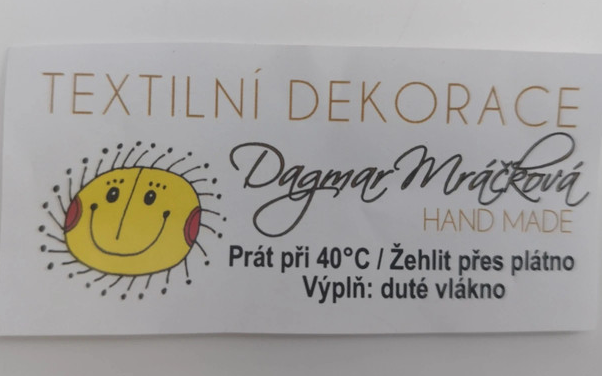 TEXTILNÍ DEKORACE
Dagmar Mráčková
HAND MADE
Prát při 40°C / Žehlit přes plátno
Výplň: duté vlákno